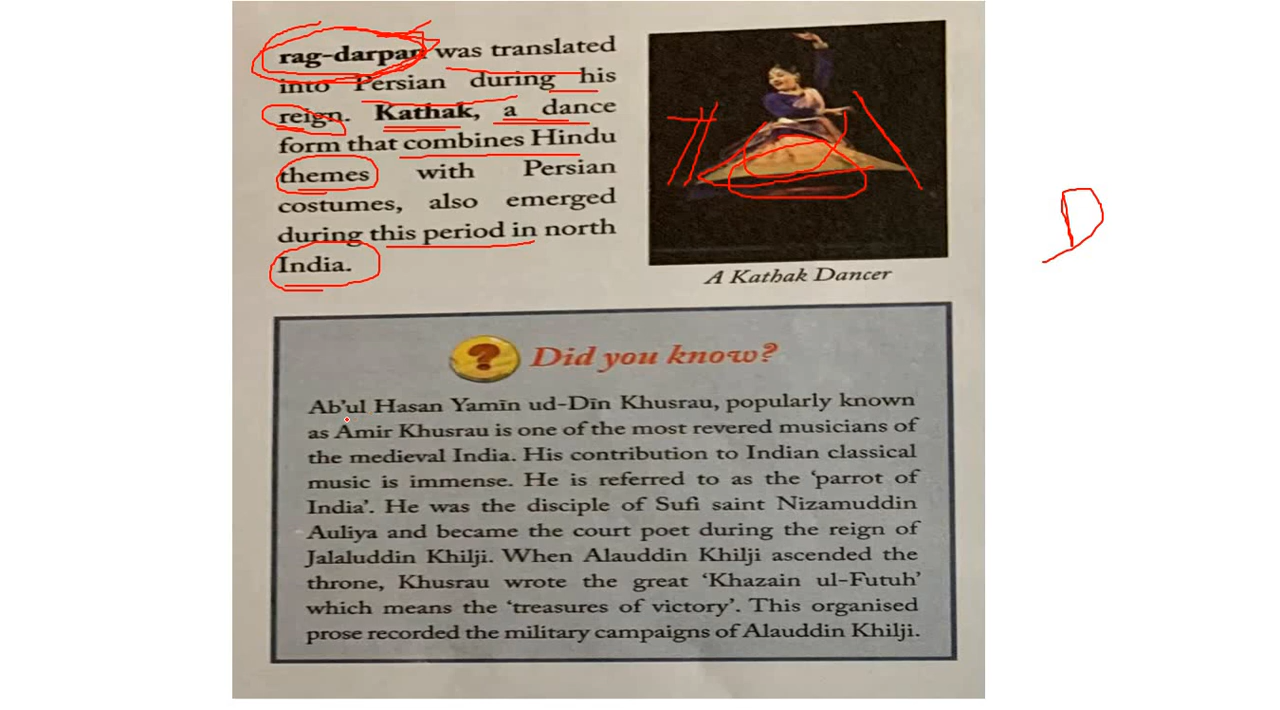 rag-darpan was translated
into Persian during his
reign. Kathak, a dance
form that combines Hindu
themes with Persian
costumes, also emerged
during this period in north
India.
A Kathak Dancer
D
? Did you know?
Ab'ul Hasan Yamīn ud-Dīn Khusrau, popularly known
as Amir Khusrau is one of the most revered musicians of
the medieval India. His contribution to Indian classical
music is immense. He is referred to as the 'parrot of
India'. He was the disciple of Sufi saint Nizamuddin
Auliya and became the court poet during the reign of
Jalaluddin Khilji. When Alauddin Khilji ascended the
throne, Khusrau wrote the great 'Khazain ul-Futuh'
which means the 'treasures of victory'. This organised
prose recorded the military campaigns of Alauddin Khilji.